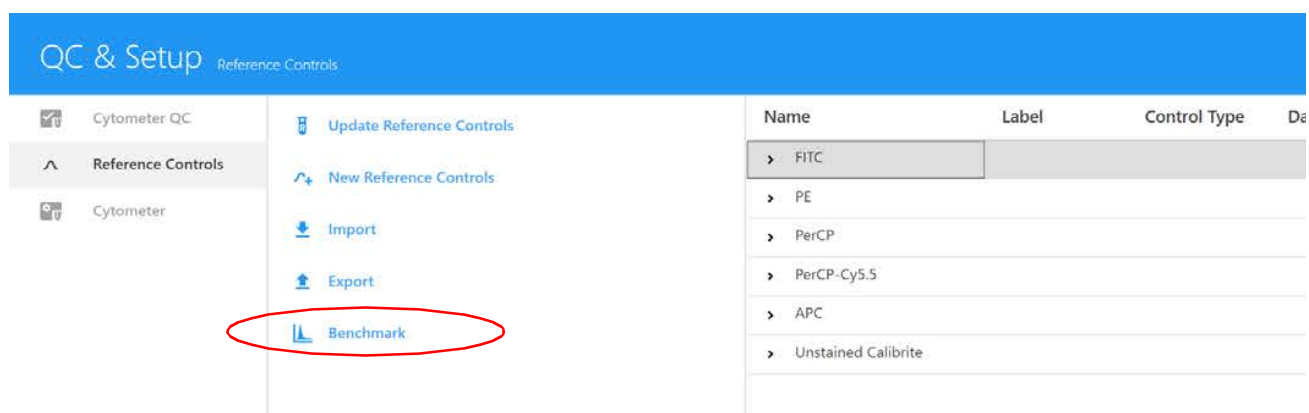 QC & Setup Reference Controls
Cytometer QC
Reference Controls
Cytometer
Update Reference Controls
New Reference Controls
Import
Export
Benchmark
Name Label Control Type Da
FITC
PE
PerCP
PerCP-Cy5.5
APC
Unstained Calibrite